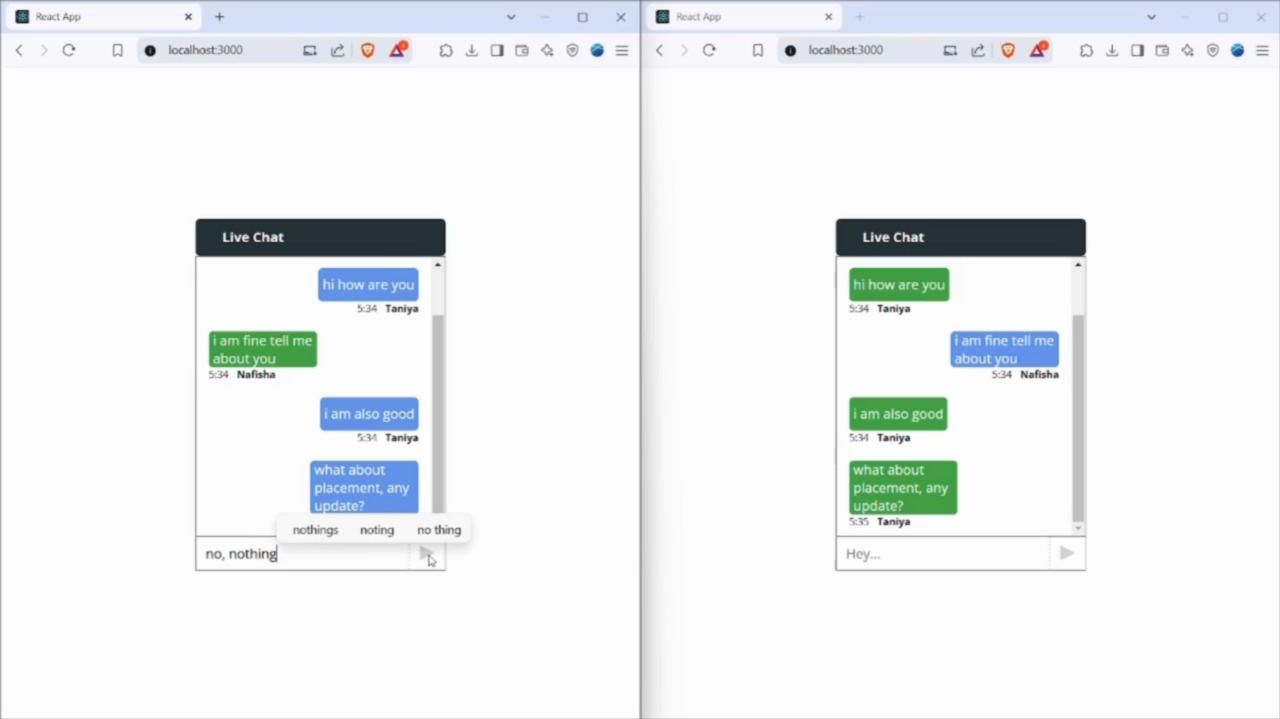 React App
localhost:3000
Live Chat
hi how are you
5:34 Taniya
i am fine tell me
about you
5:34 Nafisha
i am also good
5:34 Taniya
what about
placement, any
update?
nothings noting no thing
no, nothing
React App
localhost:3000
Live Chat
hi how are you
5:34 Taniya
i am fine tell me
about you
5:34 Nafisha
i am also good
5:34 Taniya
what about
placement, any
update?
5:35 Taniya
Hey...